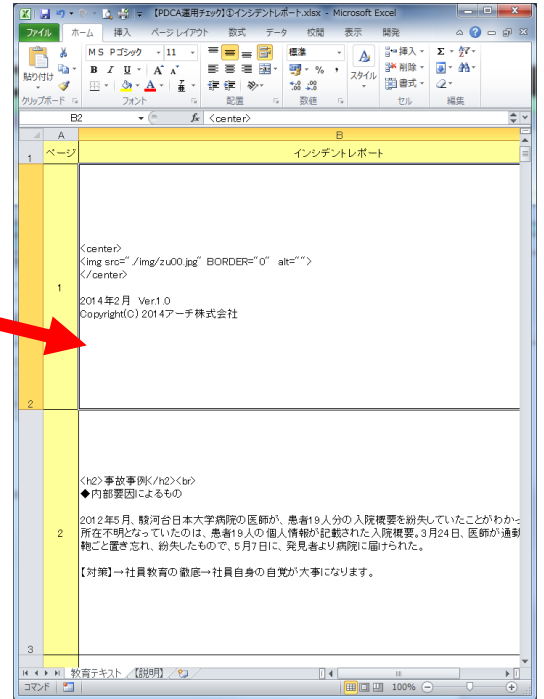 【PDCA運用チェック】①インシデントレポート.xlsx - Microsoft Excel
ファイル ホーム 挿入 ページレイアウト 数式 データ 校閲 表示 開発
貼り付け
MS Pゴシック 11
B I U
A A
標準
% ,
スタイル
挿入
削除
書式
クリップボード フォント 配置 数値 セル 編集
B2 fx <center>
A B
1 ページ インシデントレポート
<center>
<img src="./img/zu00.jpg" BORDER="0" alt="">
</center>
1
2014年2月 Ver.1.0
Copyright(C) 2014アーチ株式会社
2
<h2>事故事例</h2><br>
◆内部要因によるもの
2012年5月、駿河台日本大学病院の医師が、患者19人分の入院概要を紛失していたことがわかっ
2
所在不明となっていたのは、患者19人の個人情報が記載された入院概要。3月24日、医師が通勤
鞄ごと置き忘れ、紛失したもので、5月7日に、発見者より病院に届けられた。
【対策】→社員教育の徹底→社員自身の自覚が大事になります。
3
教育テキスト 【説明】
コマンド 100%